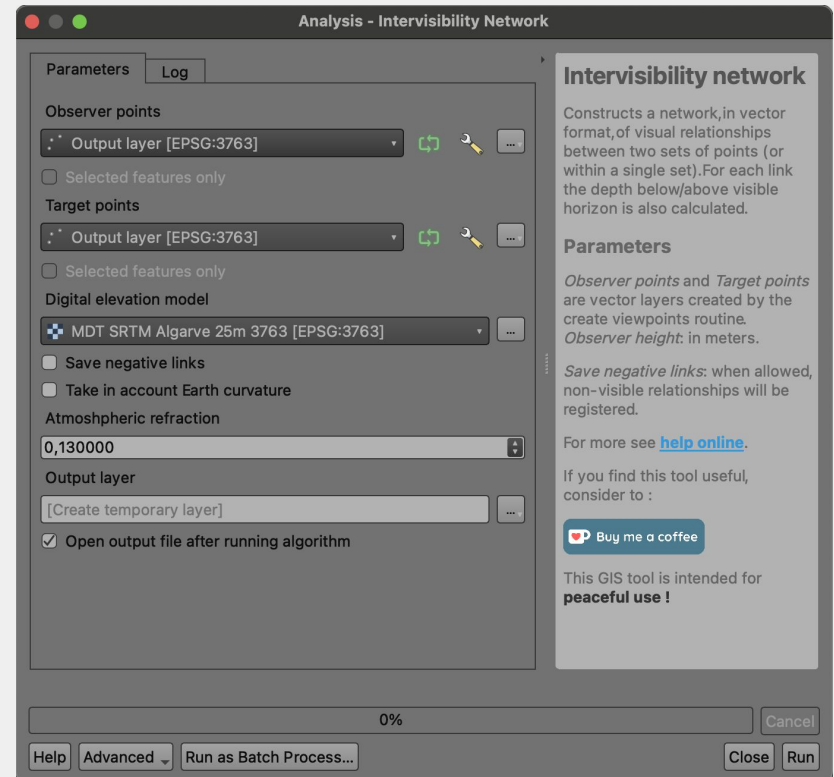 Analysis - Intervisibility Network
Parameters
Log
Observer points
Output layer [EPSG:3763]
...
Selected features only
Target points
Output layer [EPSG:3763]
...
Selected features only
Digital elevation model
MDT SRTM Algarve 25m 3763 [EPSG:3763]
...
Save negative links
Take in account Earth curvature
Atmoshpheric refraction
0,130000
Output layer
[Create temporary layer]
...
Open output file after running algorithm
Intervisibility network
Constructs a network,in vector
format,of visual relationships
between two sets of points (or
within a single set).For each link
the depth below/above visible
horizon is also calculated.
Parameters
Observer points and Target points
are vector layers created by the
create viewpoints routine.
Observer height: in meters.
Save negative links: when allowed,
non-visible relationships will be
registered.
For more see help online.
If you find this tool useful,
consider to :
Buy me a coffee
This GIS tool is intended for
peaceful use !
0%
Cancel
Help
Advanced
Run as Batch Process...
Close
Run